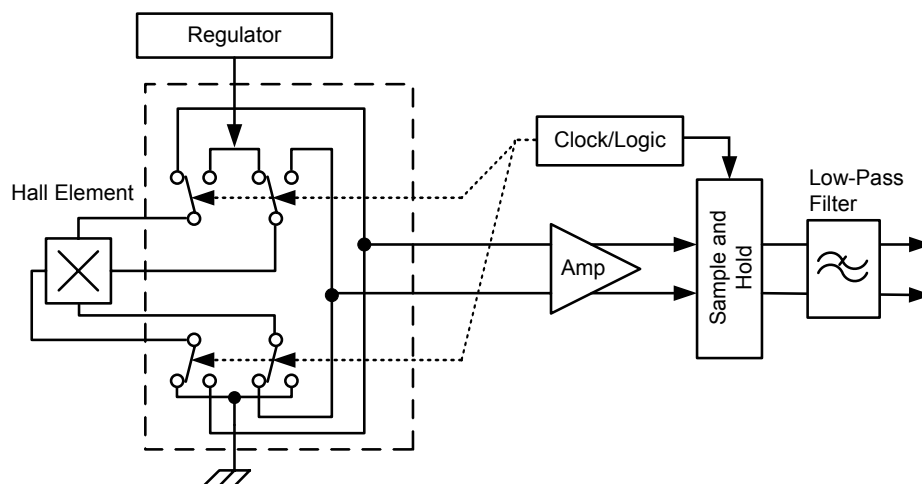 Regulator
Clock/Logic
Hall Element
Low-Pass
Filter
Amp
Sample and
Hold